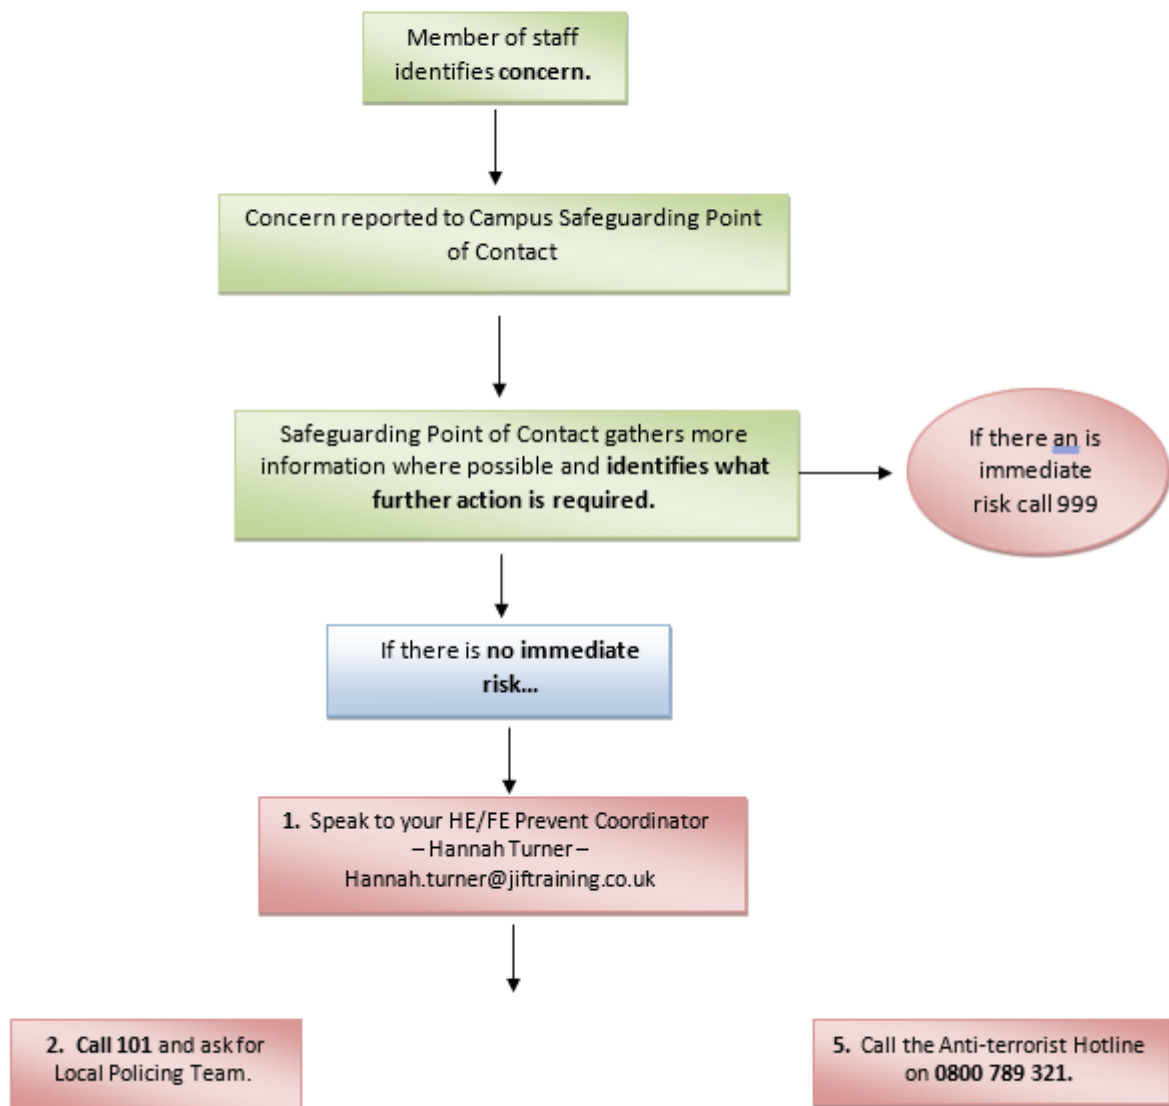 Member of staff
identifies concern.
Concern reported to Campus Safeguarding Point
of Contact
Safeguarding Point of Contact gathers more
information where possible and identifies what
further action is required.
If there an is
immediate
risk call 999
If there is no immediate
risk...
1. Speak to your HE/FE Prevent Coordinator
– Hannah Turner –
Hannah.turner@jiftraining.co.uk
2. Call 101 and ask for
Local Policing Team.
5. Call the Anti-terrorist Hotline
on 0800 789 321.